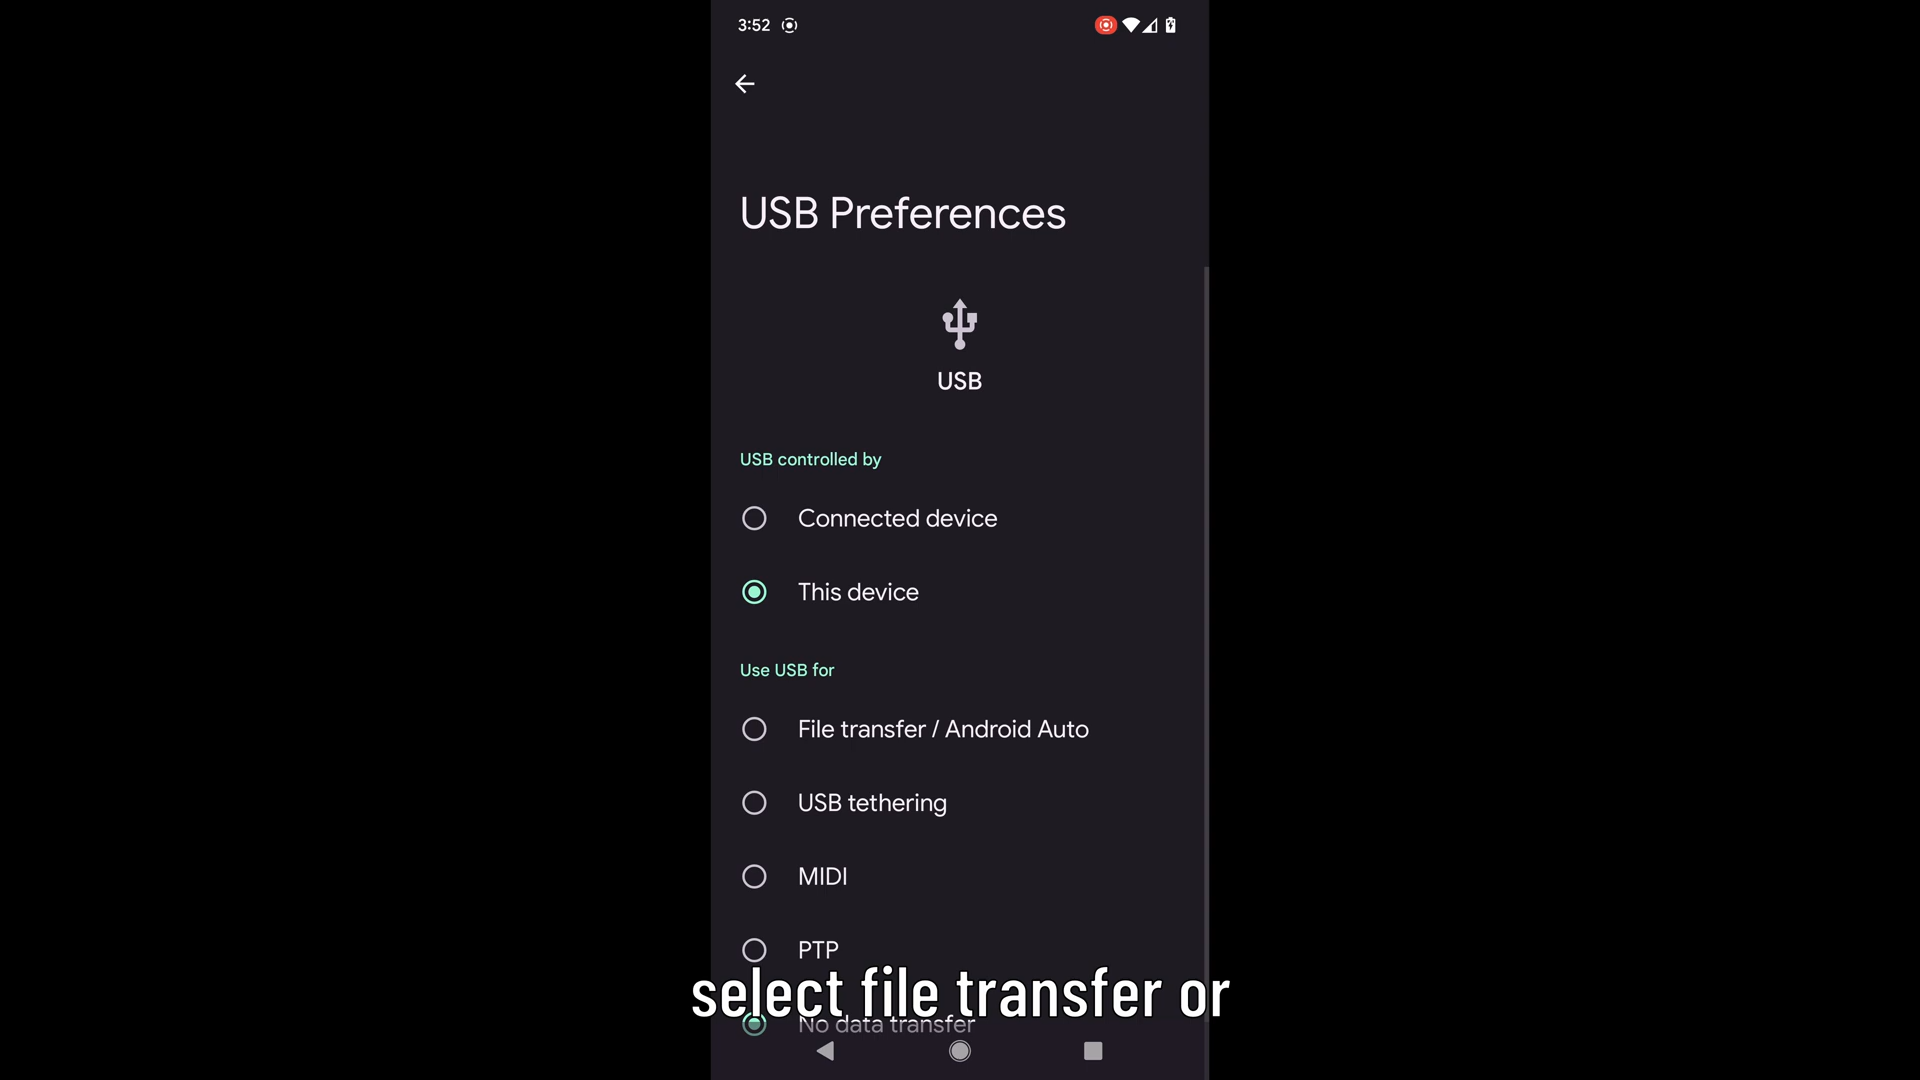 3:52
USB Preferences
USB
USB controlled by
Connected device
This device
Use USB for
File transfer / Android Auto
USB tethering
MIDI
PTP
select file transfer or
No data transfer